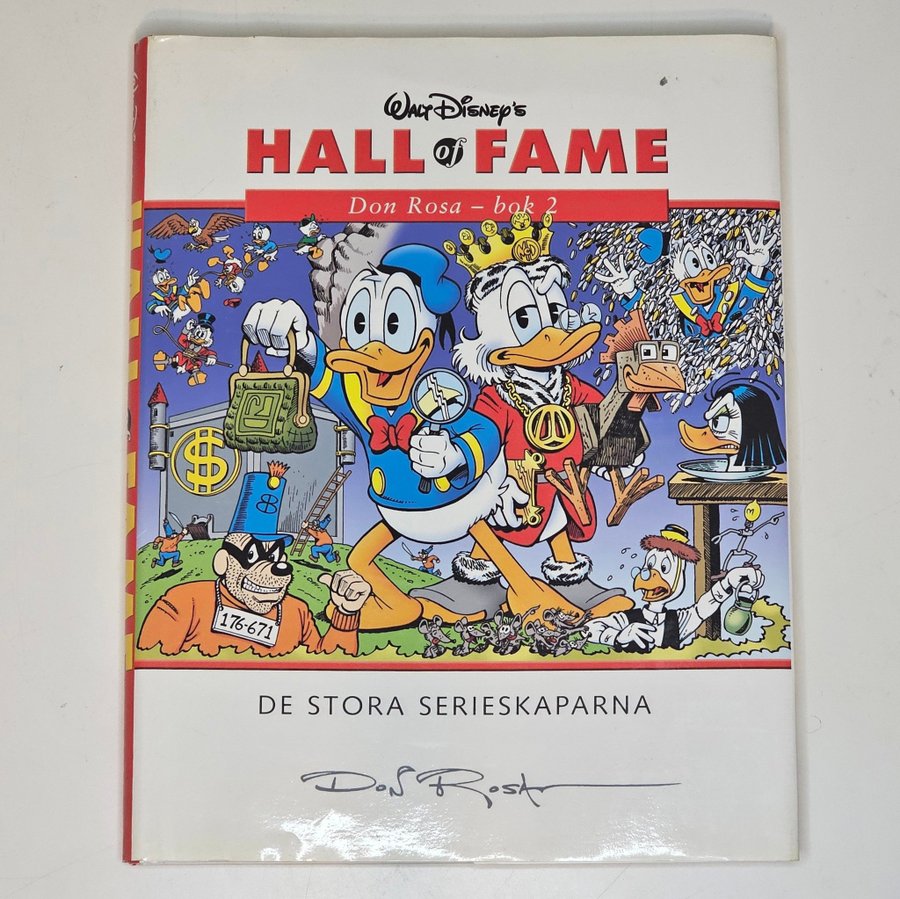 WALT DISNEY'S
HALL of FAME
Don Rosa – bok 2
$
176-671
DE STORA SERIESKAPARNA
DON ROSA